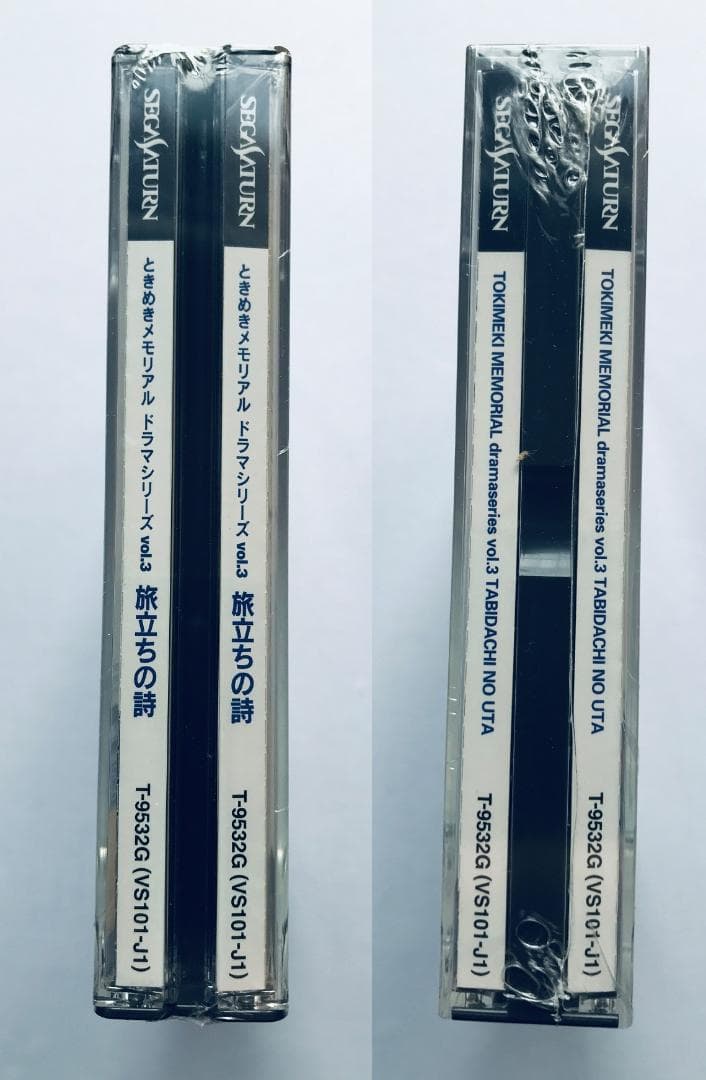 SEGA SATURN
ときめきメモリアル ドラマシリーズ vol.3 旅立ちの詩
T-9532G (VS101-J1)
SEGA SATURN
ときめきメモリアル ドラマシリーズ vol.3 旅立ちの詩
T-9532G (VS101-J1)
SEGA SATURN
TOKIMEKI MEMORIAL dramaseries vol.3 TABIDACHI NO UTA
T-9532G (VS101-J1)
SEGA SATURN
TOKIMEKI MEMORIAL dramaseries vol.3 TABIDACHI NO UTA
T-9532G (VS101-J1)